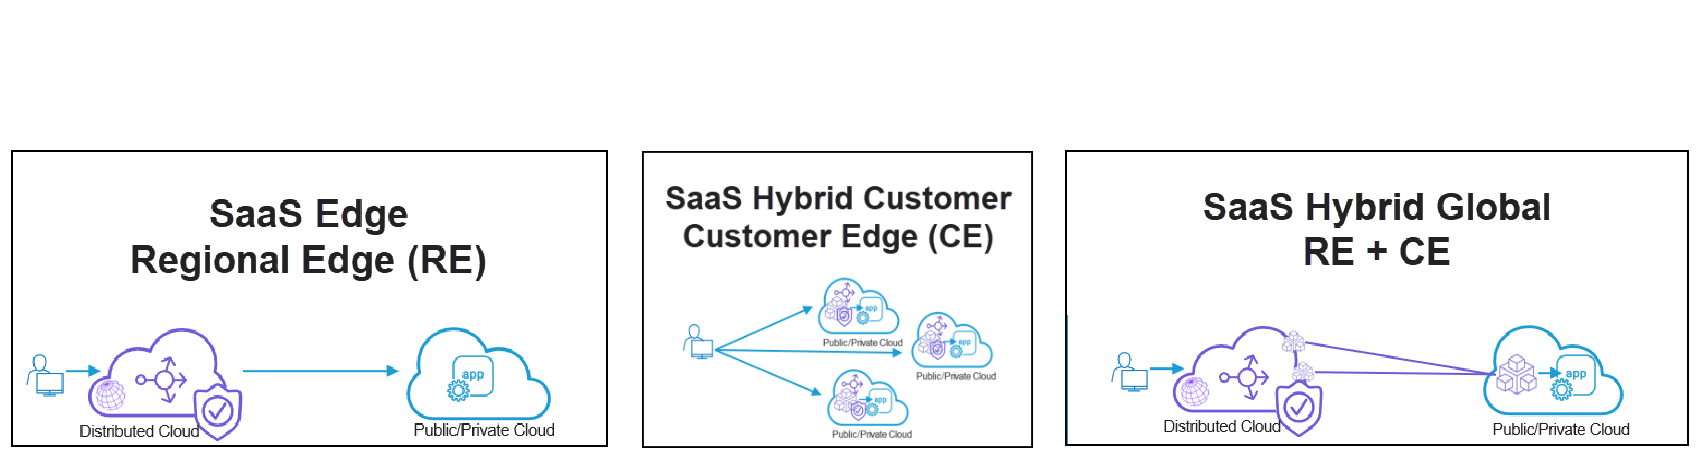 SaaS Edge
Regional Edge (RE)
app
Distributed Cloud
Public/Private Cloud
SaaS Hybrid Customer
Customer Edge (CE)
app
Public/Private Cloud
app
Public/Private Cloud
app
Public/Private Cloud
SaaS Hybrid Global
RE + CE
app
Distributed Cloud
Public/Private Cloud